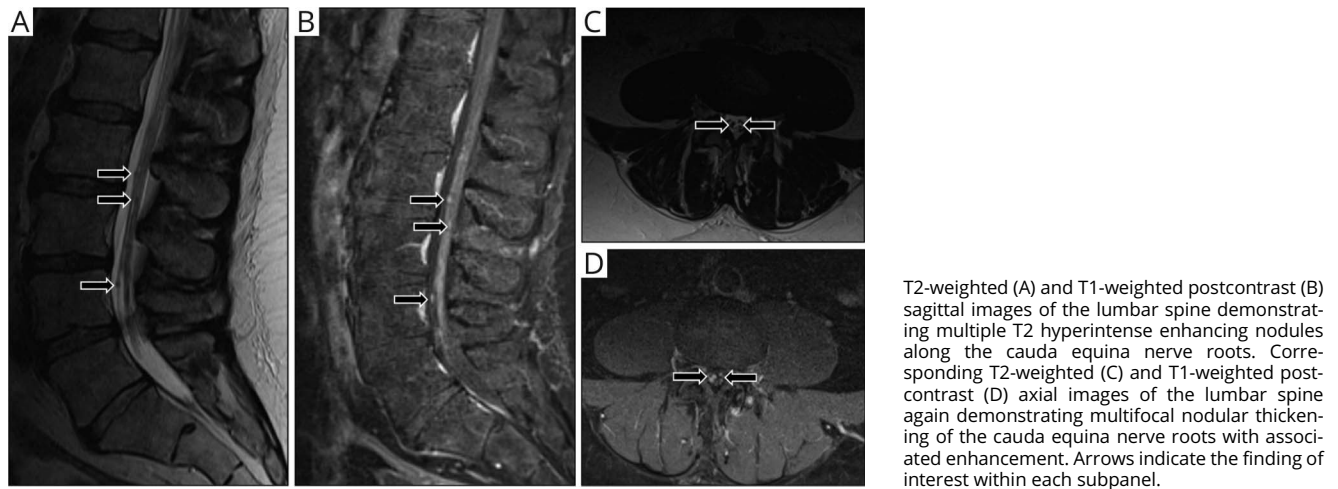 A
B
C
D
T2-weighted (A) and T1-weighted postcontrast (B)
sagittal images of the lumbar spine demonstrat-
ing multiple T2 hyperintense enhancing nodules
along the cauda equina nerve roots. Corre-
sponding T2-weighted (C) and T1-weighted post-
contrast (D) axial images of the lumbar spine
again demonstrating multifocal nodular thicken-
ing of the cauda equina nerve roots with associ-
ated enhancement. Arrows indicate the finding of
interest within each subpanel.